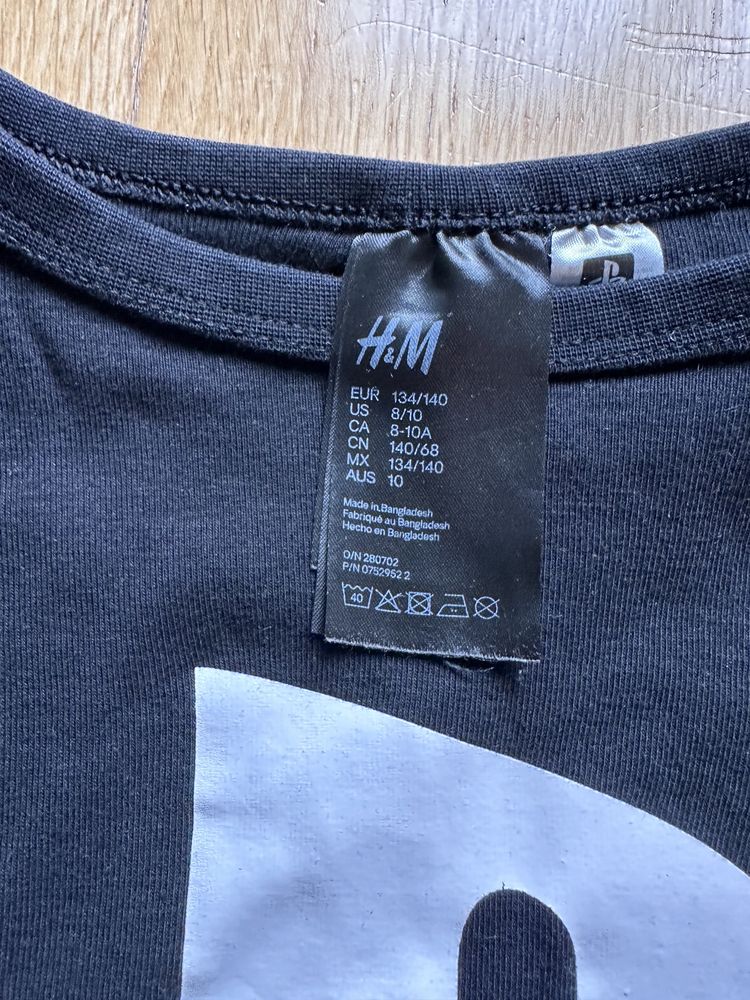 H&M
EUR 134/140
US 8/10
CA 8-10A
CN 140/68
MX 134/140
AUS 10
Made in Bangladesh
Fabriqué au Bangladesh
Hecho en Bangladesh
O/N 280702
P/N 0752952 2
40